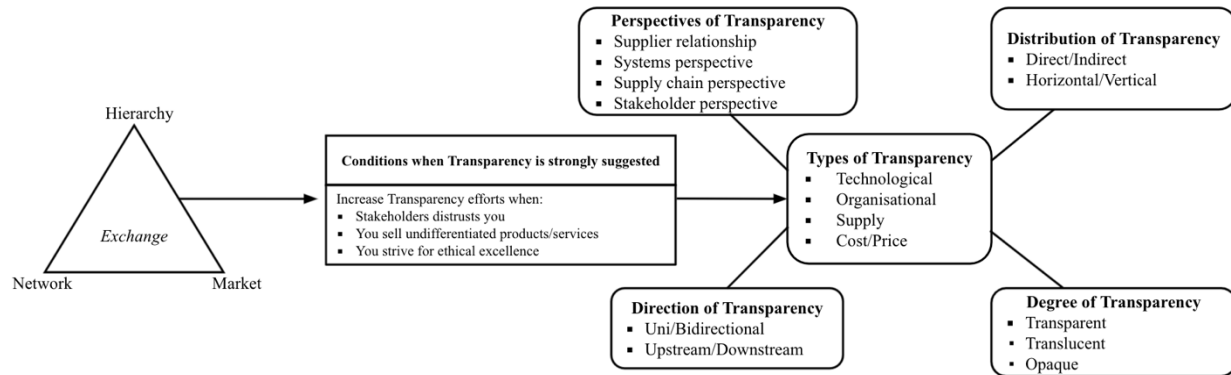 Hierarchy
Exchange
Network
Market
Conditions when Transparency is strongly suggested
Increase Transparency efforts when:
▪ Stakeholders distrusts you
▪ You sell undifferentiated products/services
▪ You strive for ethical excellence
Perspectives of Transparency
▪ Supplier relationship
▪ Systems perspective
▪ Supply chain perspective
▪ Stakeholder perspective
Distribution of Transparency
▪ Direct/Indirect
▪ Horizontal/Vertical
Types of Transparency
▪ Technological
▪ Organisational
▪ Supply
▪ Cost/Price
Direction of Transparency
▪ Uni/Bidirectional
▪ Upstream/Downstream
Degree of Transparency
▪ Transparent
▪ Translucent
▪ Opaque